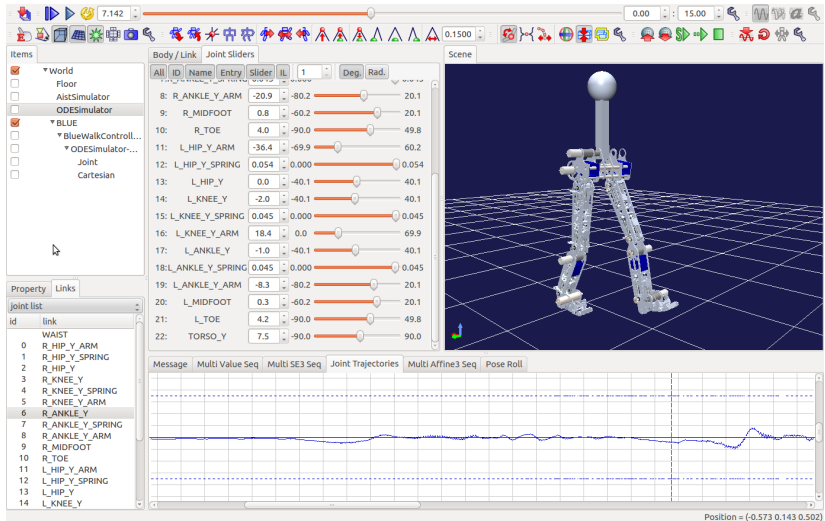 7.142
0.00 : 15.00
0.1500
Items
Body / Link Joint Sliders
Scene
All ID Name Entry Slider IL 1 Deg. Rad.
World
Floor
AistSimulator
ODESimulator
BLUE
BlueWalkControll...
ODESimulator-...
Joint
Cartesian
8: R_ANKLE_Y_ARM -20.9 -80.2 20.1
9: R_MIDFOOT 0.8 -60.2 20.1
10: R_TOE 4.0 -90.0 49.8
11: L_HIP_Y_ARM -36.4 -69.9 60.2
12: L_HIP_Y_SPRING 0.054 0.000 0.054
13: L_HIP_Y 0.0 -40.1 40.1
14: L_KNEE_Y -2.0 -40.1 40.1
15: L_KNEE_Y_SPRING 0.045 0.000 0.045
16: L_KNEE_Y_ARM 18.4 0.0 69.9
17: L_ANKLE_Y -1.0 -40.1 40.1
18:L_ANKLE_Y_SPRING 0.045 0.000 0.045
19: L_ANKLE_Y_ARM -8.3 -80.2 20.1
20: L_MIDFOOT 0.3 -60.2 20.1
21: L_TOE 4.2 -90.0 49.8
22: TORSO_Y 7.5 -90.0 90.0
Property Links
joint list
id link
WAIST
0 R_HIP_Y_ARM
1 R_HIP_Y_SPRING
2 R_HIP_Y
3 R_KNEE_Y
4 R_KNEE_Y_SPRING
5 R_KNEE_Y_ARM
6 R_ANKLE_Y
7 R_ANKLE_Y_SPRING
8 R_ANKLE_Y_ARM
9 R_MIDFOOT
10 R_TOE
11 L_HIP_Y_ARM
12 L_HIP_Y_SPRING
13 L_HIP_Y
14 L_KNEE_Y
Message Multi Value Seq Multi SE3 Seq Joint Trajectories Multi Affine3 Seq Pose Roll
Position = (-0.573 0.143 0.502)